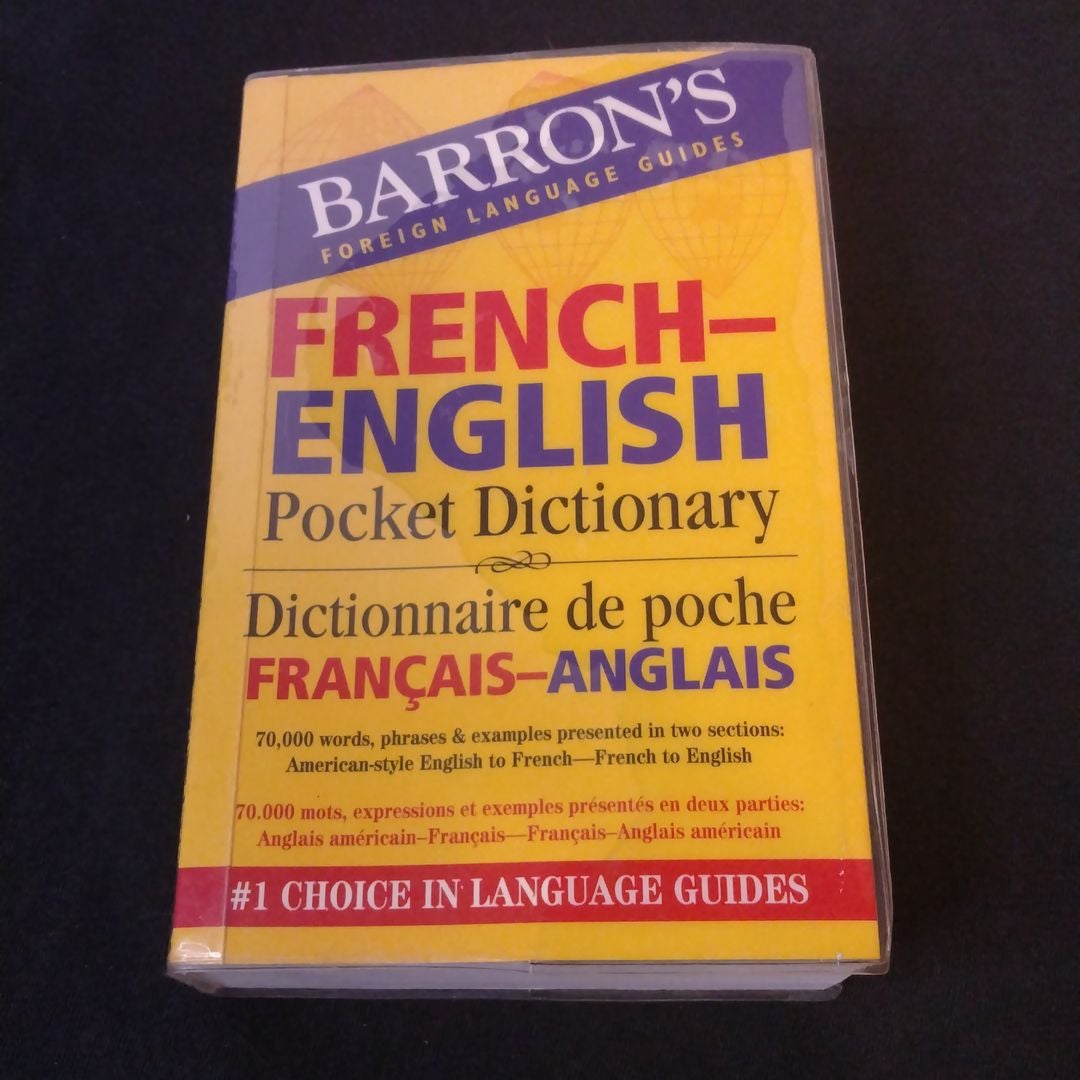 BARRON'S
FOREIGN LANGUAGE GUIDES
FRENCH–
ENGLISH
Pocket Dictionary
Dictionnaire de poche
FRANÇAIS–ANGLAIS
70,000 words, phrases & examples presented in two sections:
American-style English to French—French to English
70.000 mots, expressions et exemples présentés en deux parties:
Anglais américain–Français—Français–Anglais américain
#1 CHOICE IN LANGUAGE GUIDES